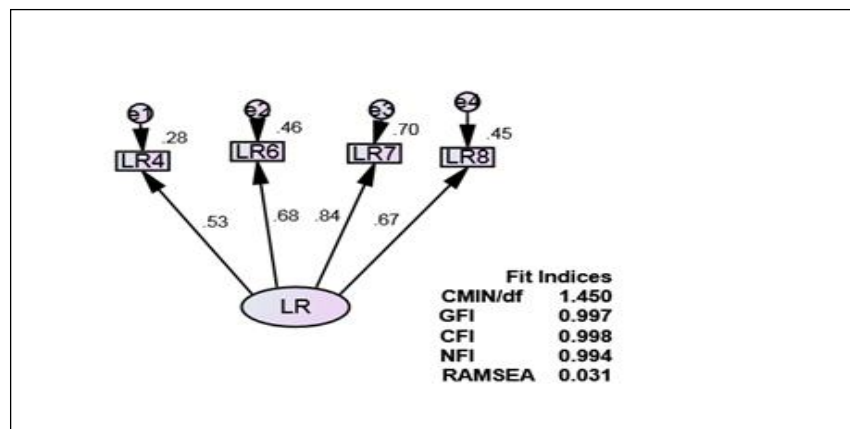 e1 e2 e3 e4
.28 .46 .70 .45
LR4 LR6 LR7 LR8
.53 .68 .84 .67
LR
Fit Indices
CMIN/df 1.450
GFI 0.997
CFI 0.998
NFI 0.994
RAMSEA 0.031